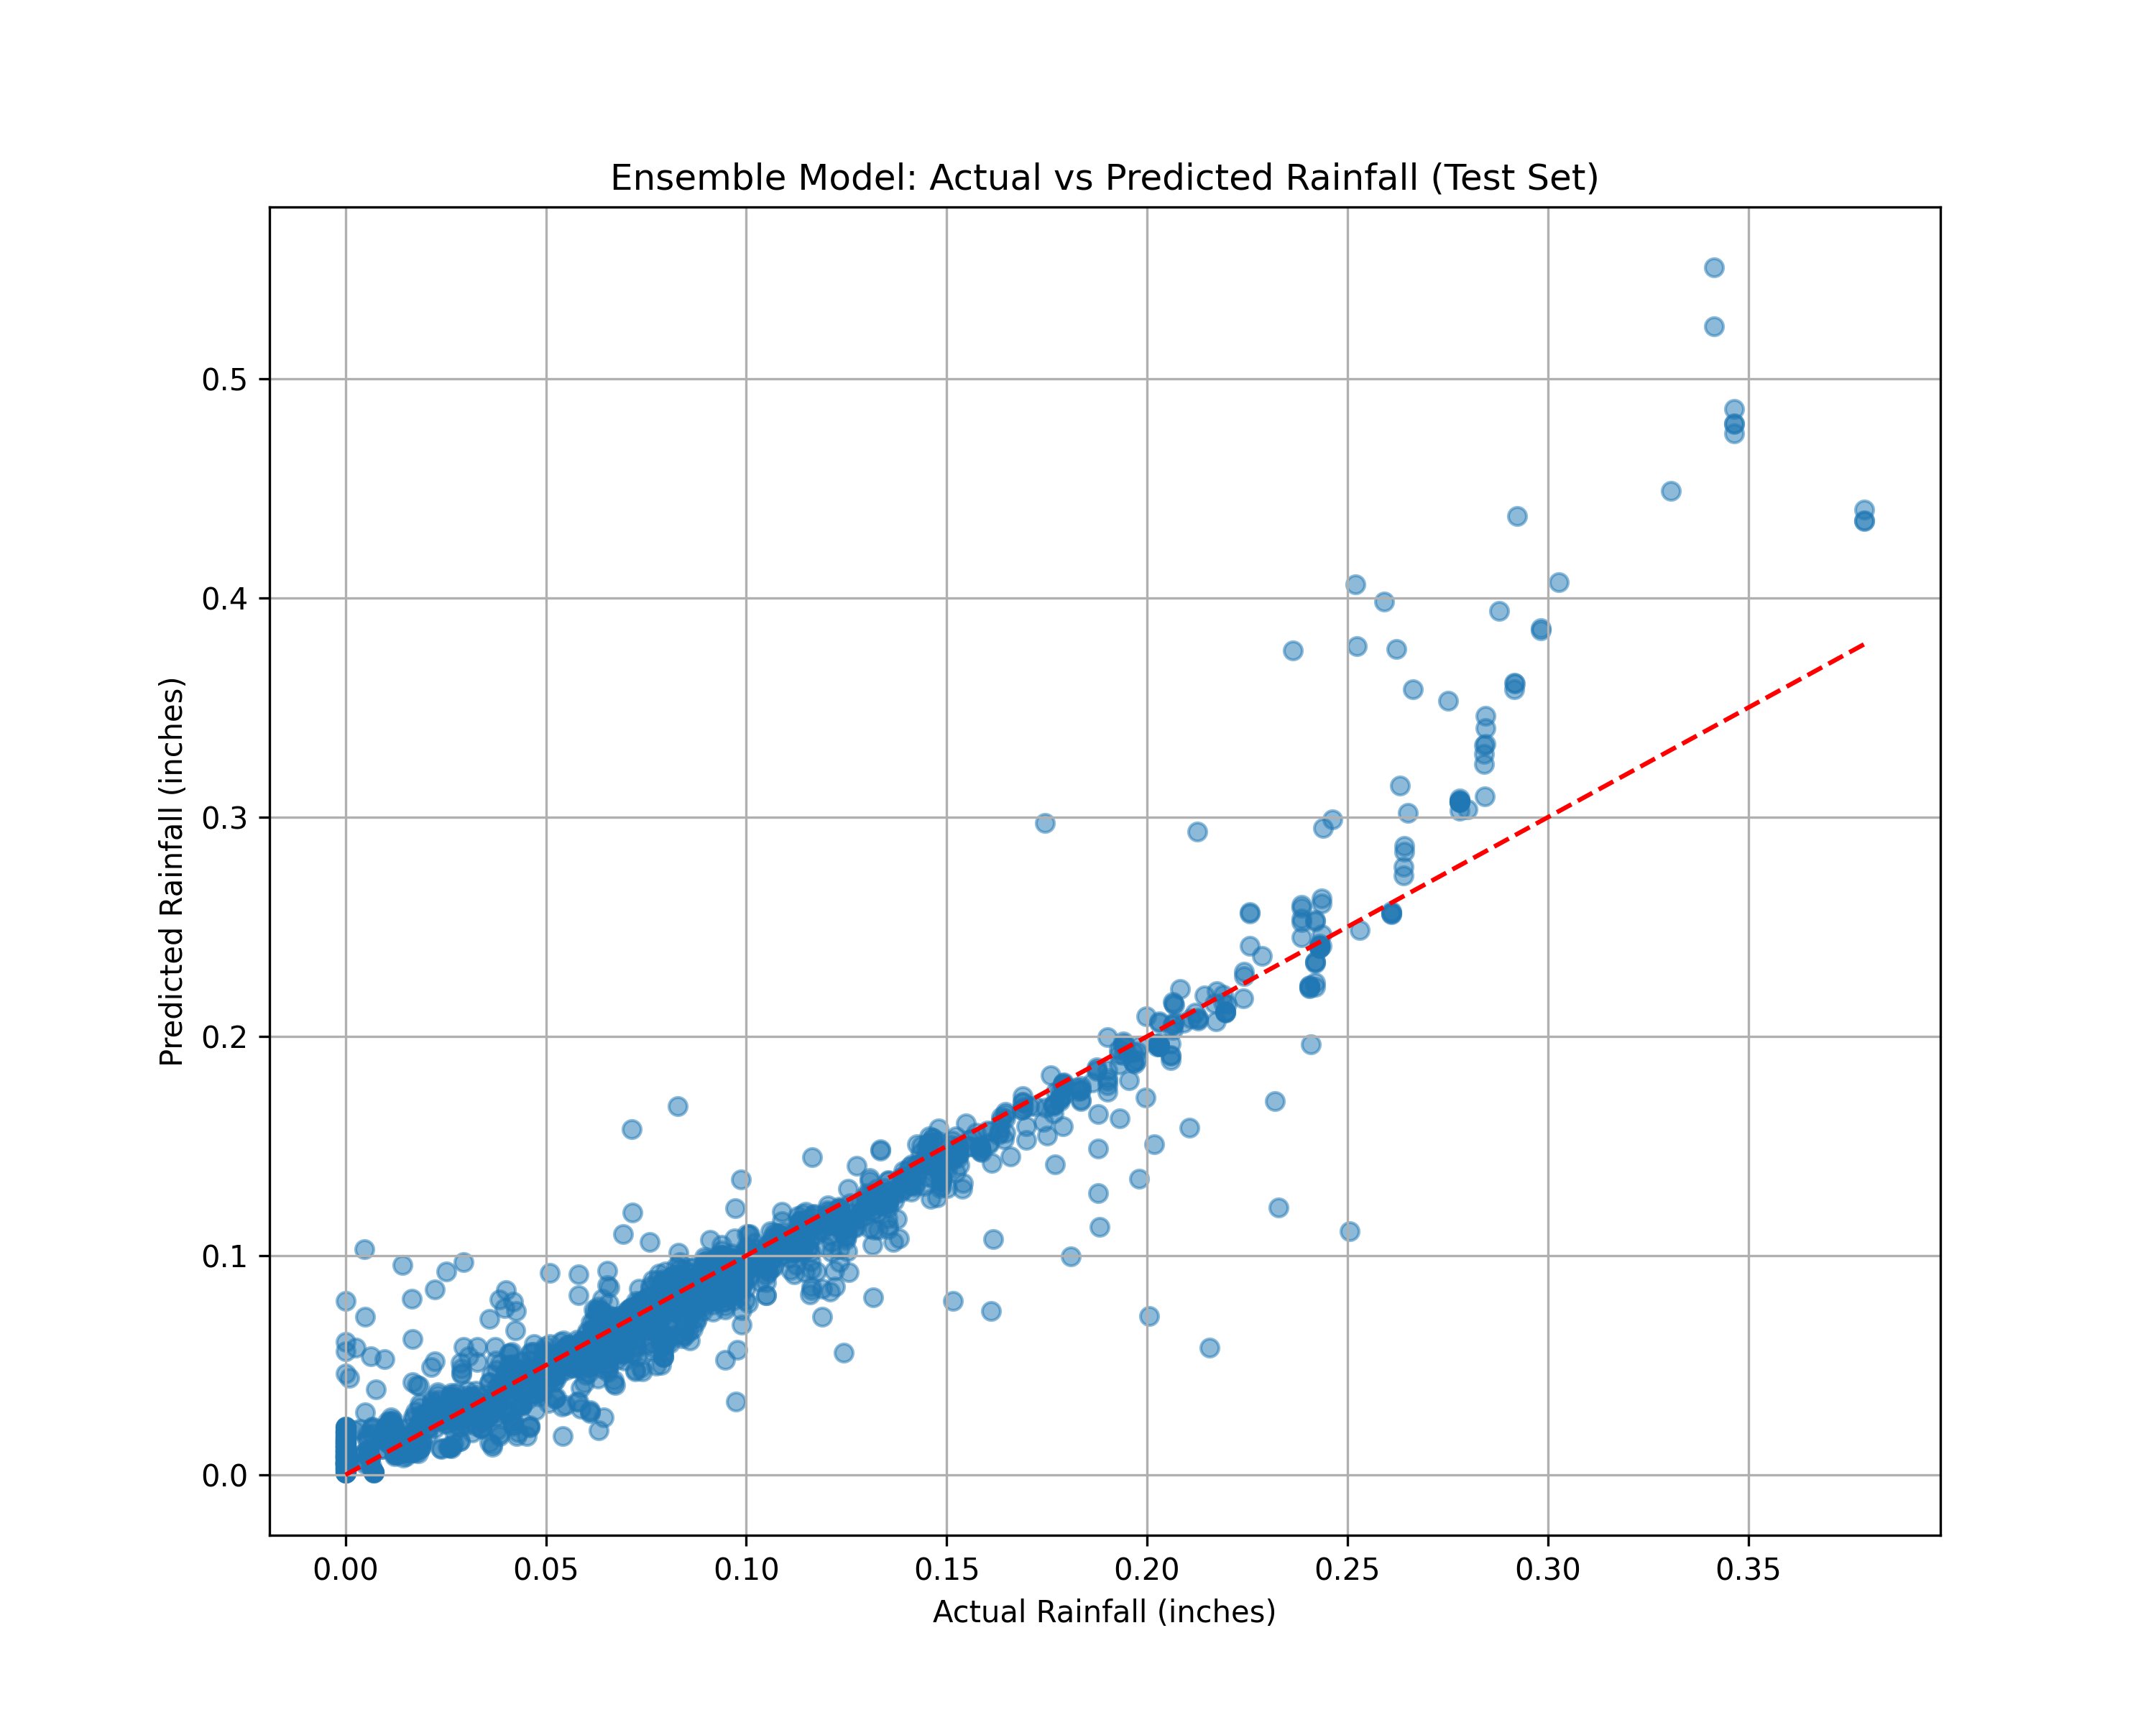 Ensemble Model: Actual vs Predicted Rainfall (Test Set)
Predicted Rainfall (inches)
0.5
0.4
0.3
0.2
0.1
0.0
0.00 0.05 0.10 0.15 0.20 0.25 0.30 0.35
Actual Rainfall (inches)